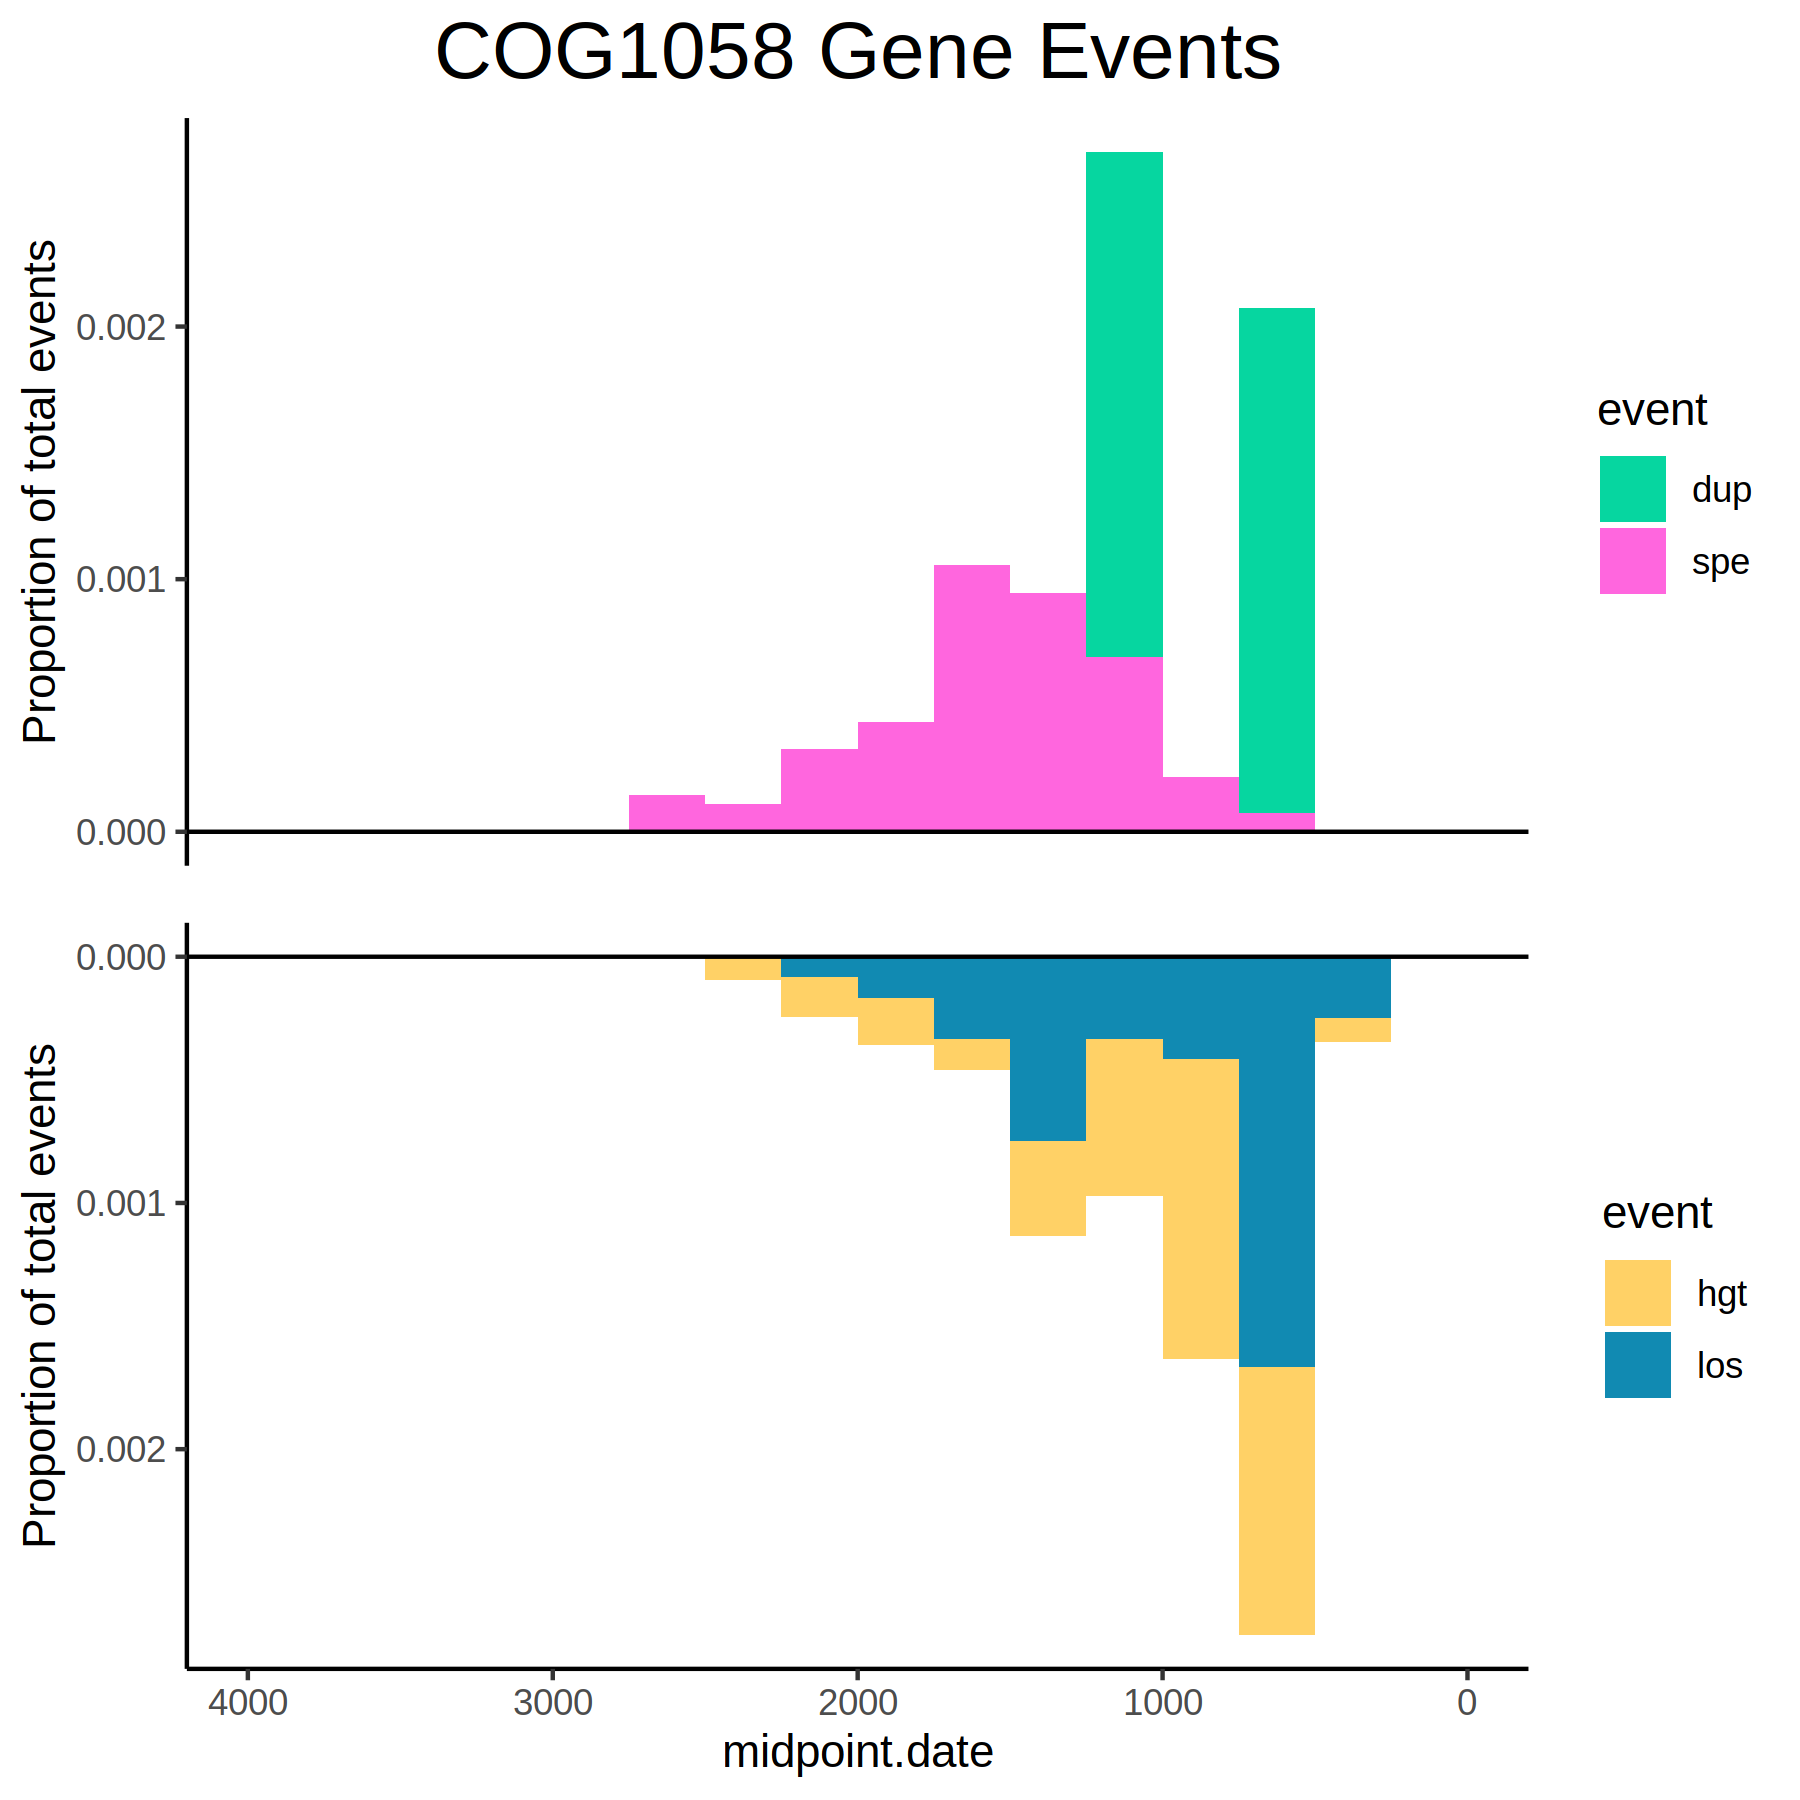 COG1058 Gene Events
Proportion of total events
0.002
0.001
0.000
event
dup
spe
Proportion of total events
0.000
0.001
0.002
event
hgt
los
4000 3000 2000 1000 0
midpoint.date